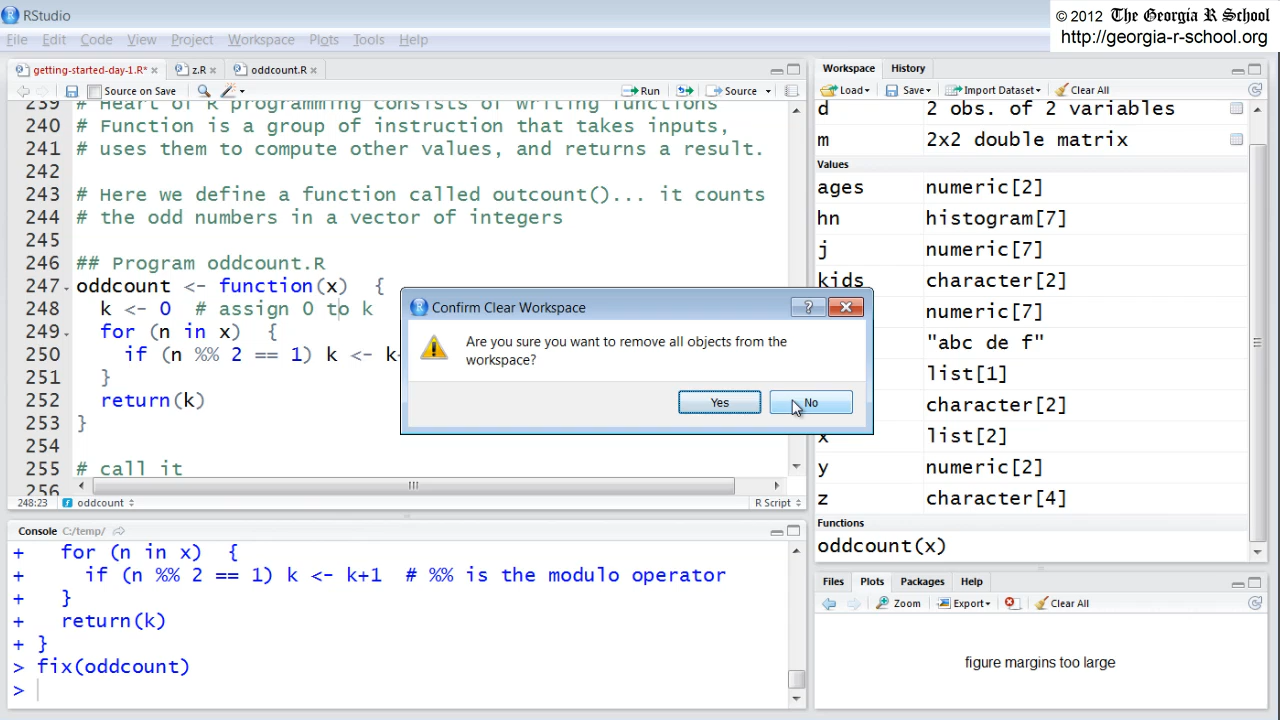 RStudio
© 2012 The Georgia R School
http://georgia-r-school.org
File Edit Code View Project Workspace Plots Tools Help
getting-started-day-1.R* × z.R × oddcount.R ×
Source on Save Run Source
239 # Heart of R programming consists of writing functions
240 # Function is a group of instruction that takes inputs,
241 # uses them to compute other values, and returns a result.
242
243 # Here we define a function called outcount()... it counts
244 # the odd numbers in a vector of integers
245
246 ## Program oddcount.R
247 oddcount <- function(x) {
248 k <- 0 # assign 0 to k
249 for (n in x) {
250 if (n %% 2 == 1) k <- k+
251 }
252 return(k)
253 }
254
255 # call it
256
248:23 oddcount R Script
Console C:/temp/
+ for (n in x) {
+ if (n %% 2 == 1) k <- k+1 # %% is the modulo operator
+ }
+ return(k)
+ }
> fix(oddcount)
>
Workspace History
Load Save Import Dataset Clear All
d 2 obs. of 2 variables
m 2x2 double matrix
Values
ages numeric[2]
hn histogram[7]
j numeric[7]
kids character[2]
numeric[7]
"abc de f"
list[1]
character[2]
x list[2]
y numeric[2]
z character[4]
Functions
oddcount(x)
Files Plots Packages Help
Zoom Export Clear All
figure margins too large
Confirm Clear Workspace
Are you sure you want to remove all objects from the
workspace?
Yes No